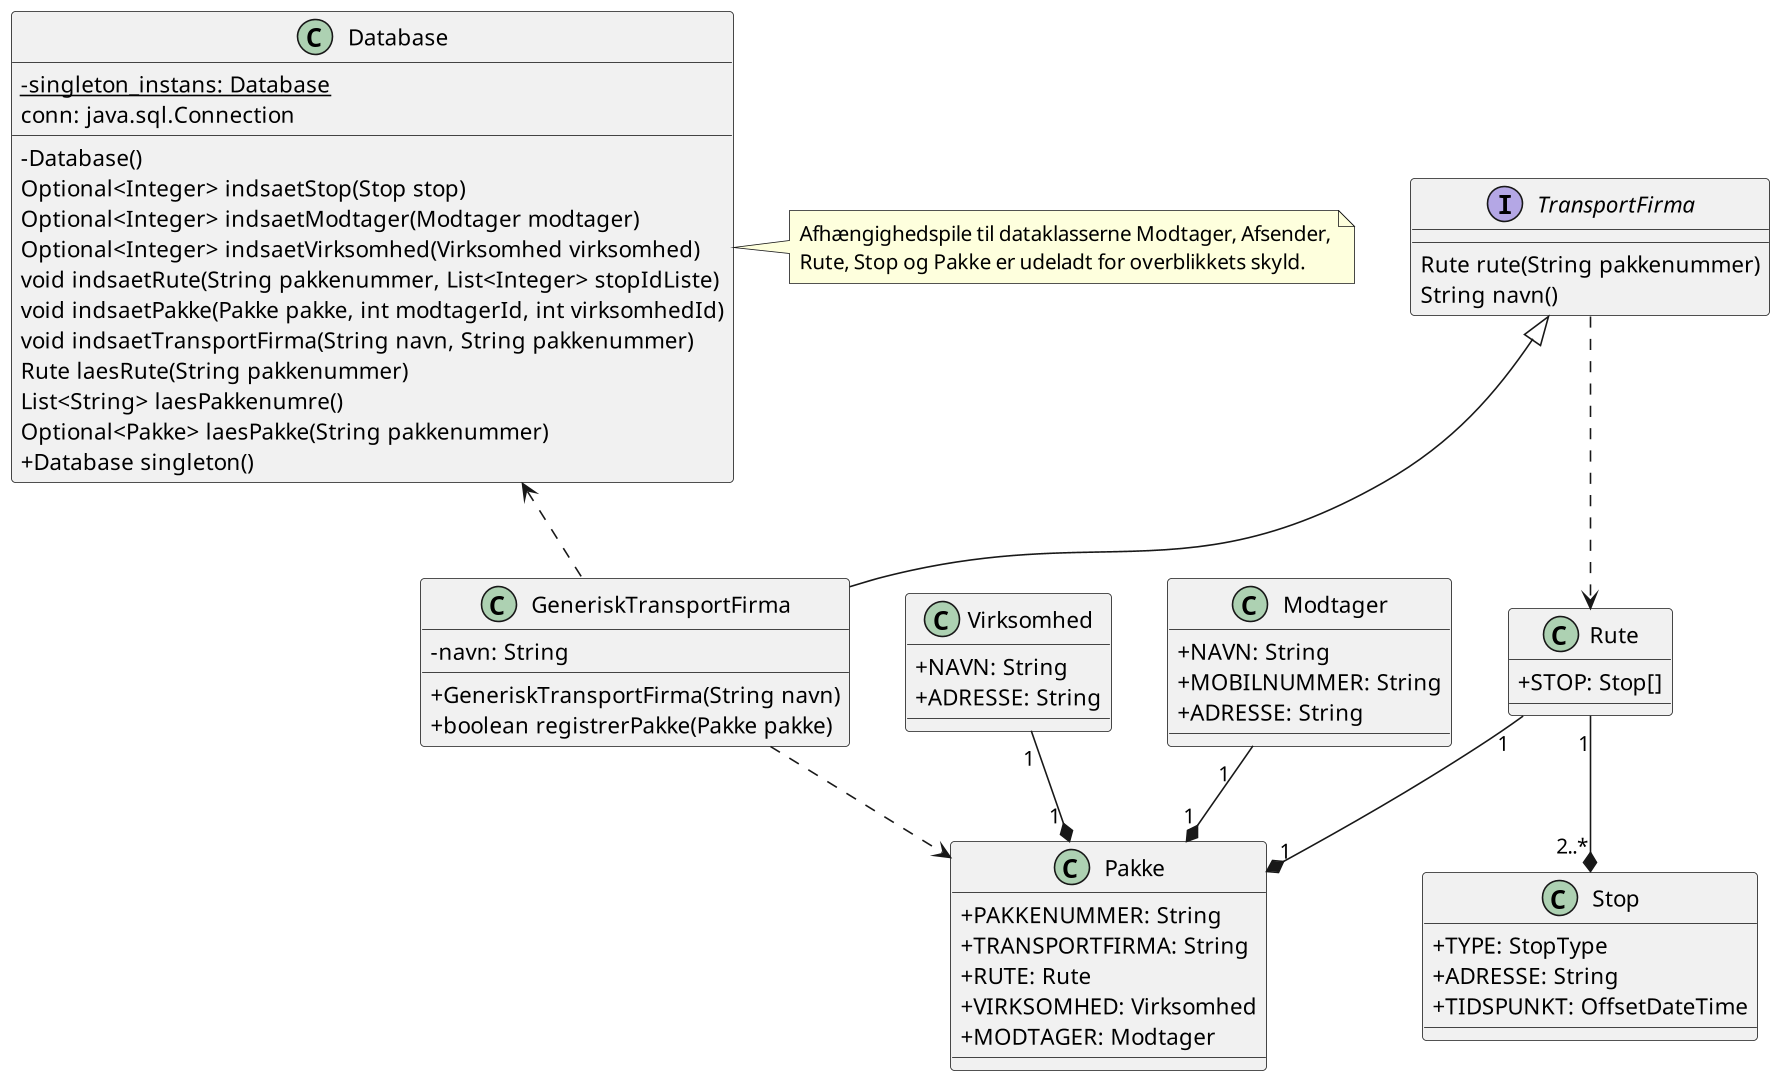 C Database
-singleton_instans: Database
conn: java.sql.Connection
-Database()
Optional<Integer> indsaetStop(Stop stop)
Optional<Integer> indsaetModtager(Modtager modtager)
Optional<Integer> indsaetVirksomhed(Virksomhed virksomhed)
void indsaetRute(String pakkenummer, List<Integer> stopIdListe)
void indsaetPakke(Pakke pakke, int modtagerId, int virksomhedId)
void indsaetTransportFirma(String navn, String pakkenummer)
Rute laesRute(String pakkenummer)
List<String> laesPakkenumre()
Optional<Pakke> laesPakke(String pakkenummer)
+Database singleton()
Afhængighedspile til dataklasserne Modtager, Afsender,
Rute, Stop og Pakke er udeladt for overblikkets skyld.
I TransportFirma
Rute rute(String pakkenummer)
String navn()
C GeneriskTransportFirma
-navn: String
+GeneriskTransportFirma(String navn)
+boolean registrerPakke(Pakke pakke)
C Virksomhed
+NAVN: String
+ADRESSE: String
C Modtager
+NAVN: String
+MOBILNUMMER: String
+ADRESSE: String
C Rute
+STOP: Stop[]
1
1
1
1
1
1
1
2..*
C Pakke
+PAKKENUMMER: String
+TRANSPORTFIRMA: String
+RUTE: Rute
+VIRKSOMHED: Virksomhed
+MODTAGER: Modtager
C Stop
+TYPE: StopType
+ADRESSE: String
+TIDSPUNKT: OffsetDateTime